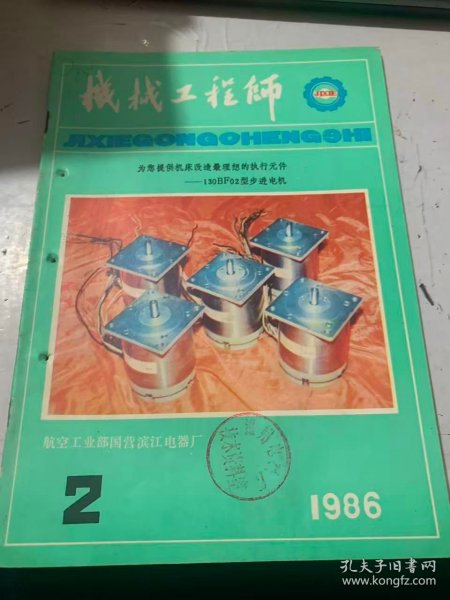 機械工程師
JIXIE
JIXIEGONGCHENGSHI
为您提供机床改造最理想的执行元件
——130BF02型步进电机
航空工业部国营滨江电器厂
2
1986
孔夫子旧书网
www.kongfz.com